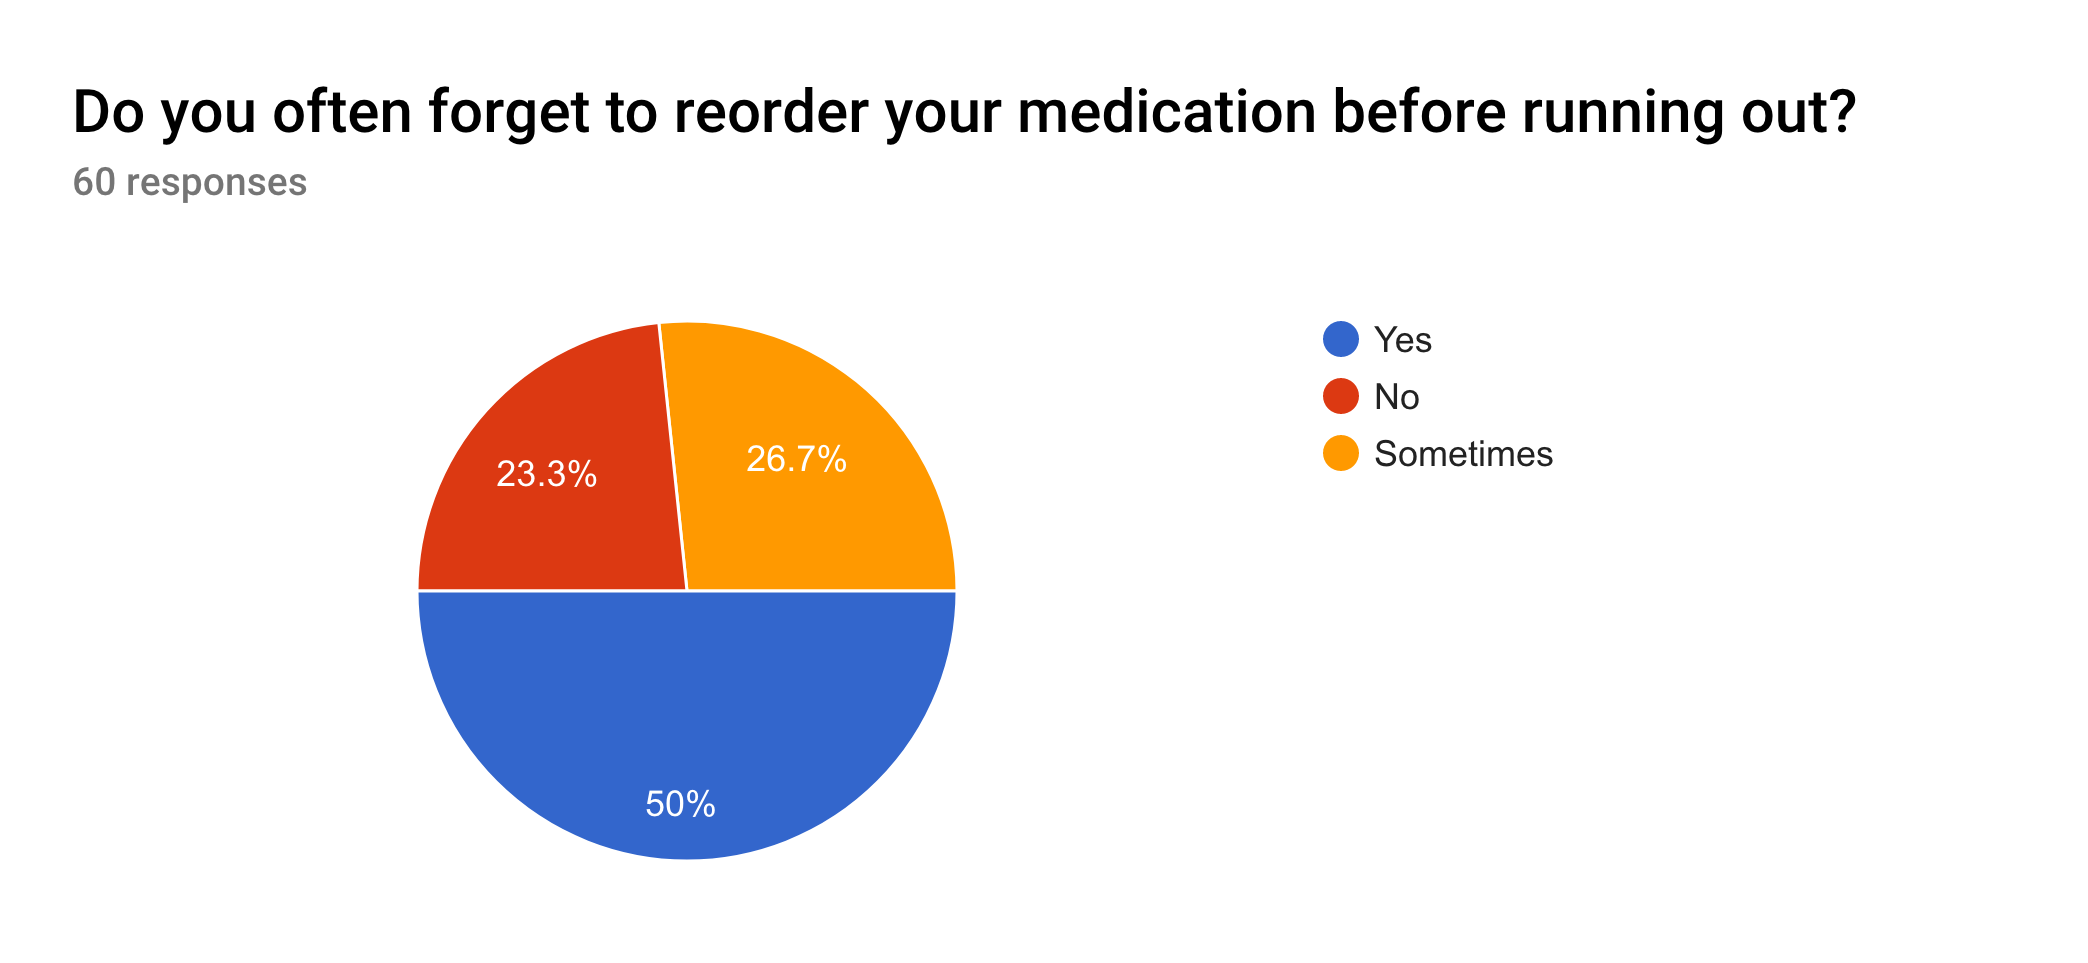 Do you often forget to reorder your medication before running out?
60 responses
Yes
No
Sometimes
23.3%
26.7%
50%